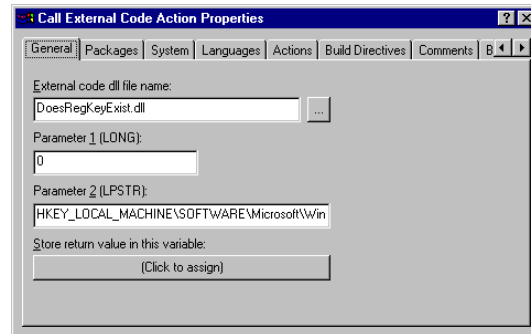 Call External Code Action Properties
General Packages System Languages Actions Build Directives Comments B
External code dll file name:
DoesRegKeyExist.dll
...
Parameter 1 (LONG):
0
Parameter 2 (LPSTR):
HKEY_LOCAL_MACHINE\SOFTWARE\Microsoft\Win
Store return value in this variable:
(Click to assign)